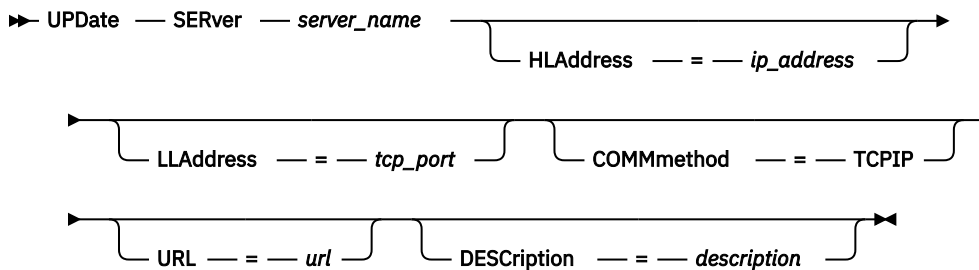 UPDate SERver server_name
HLAddress = ip_address
LLAddress = tcp_port COMMmethod = TCPIP
URL = url DESCription = description